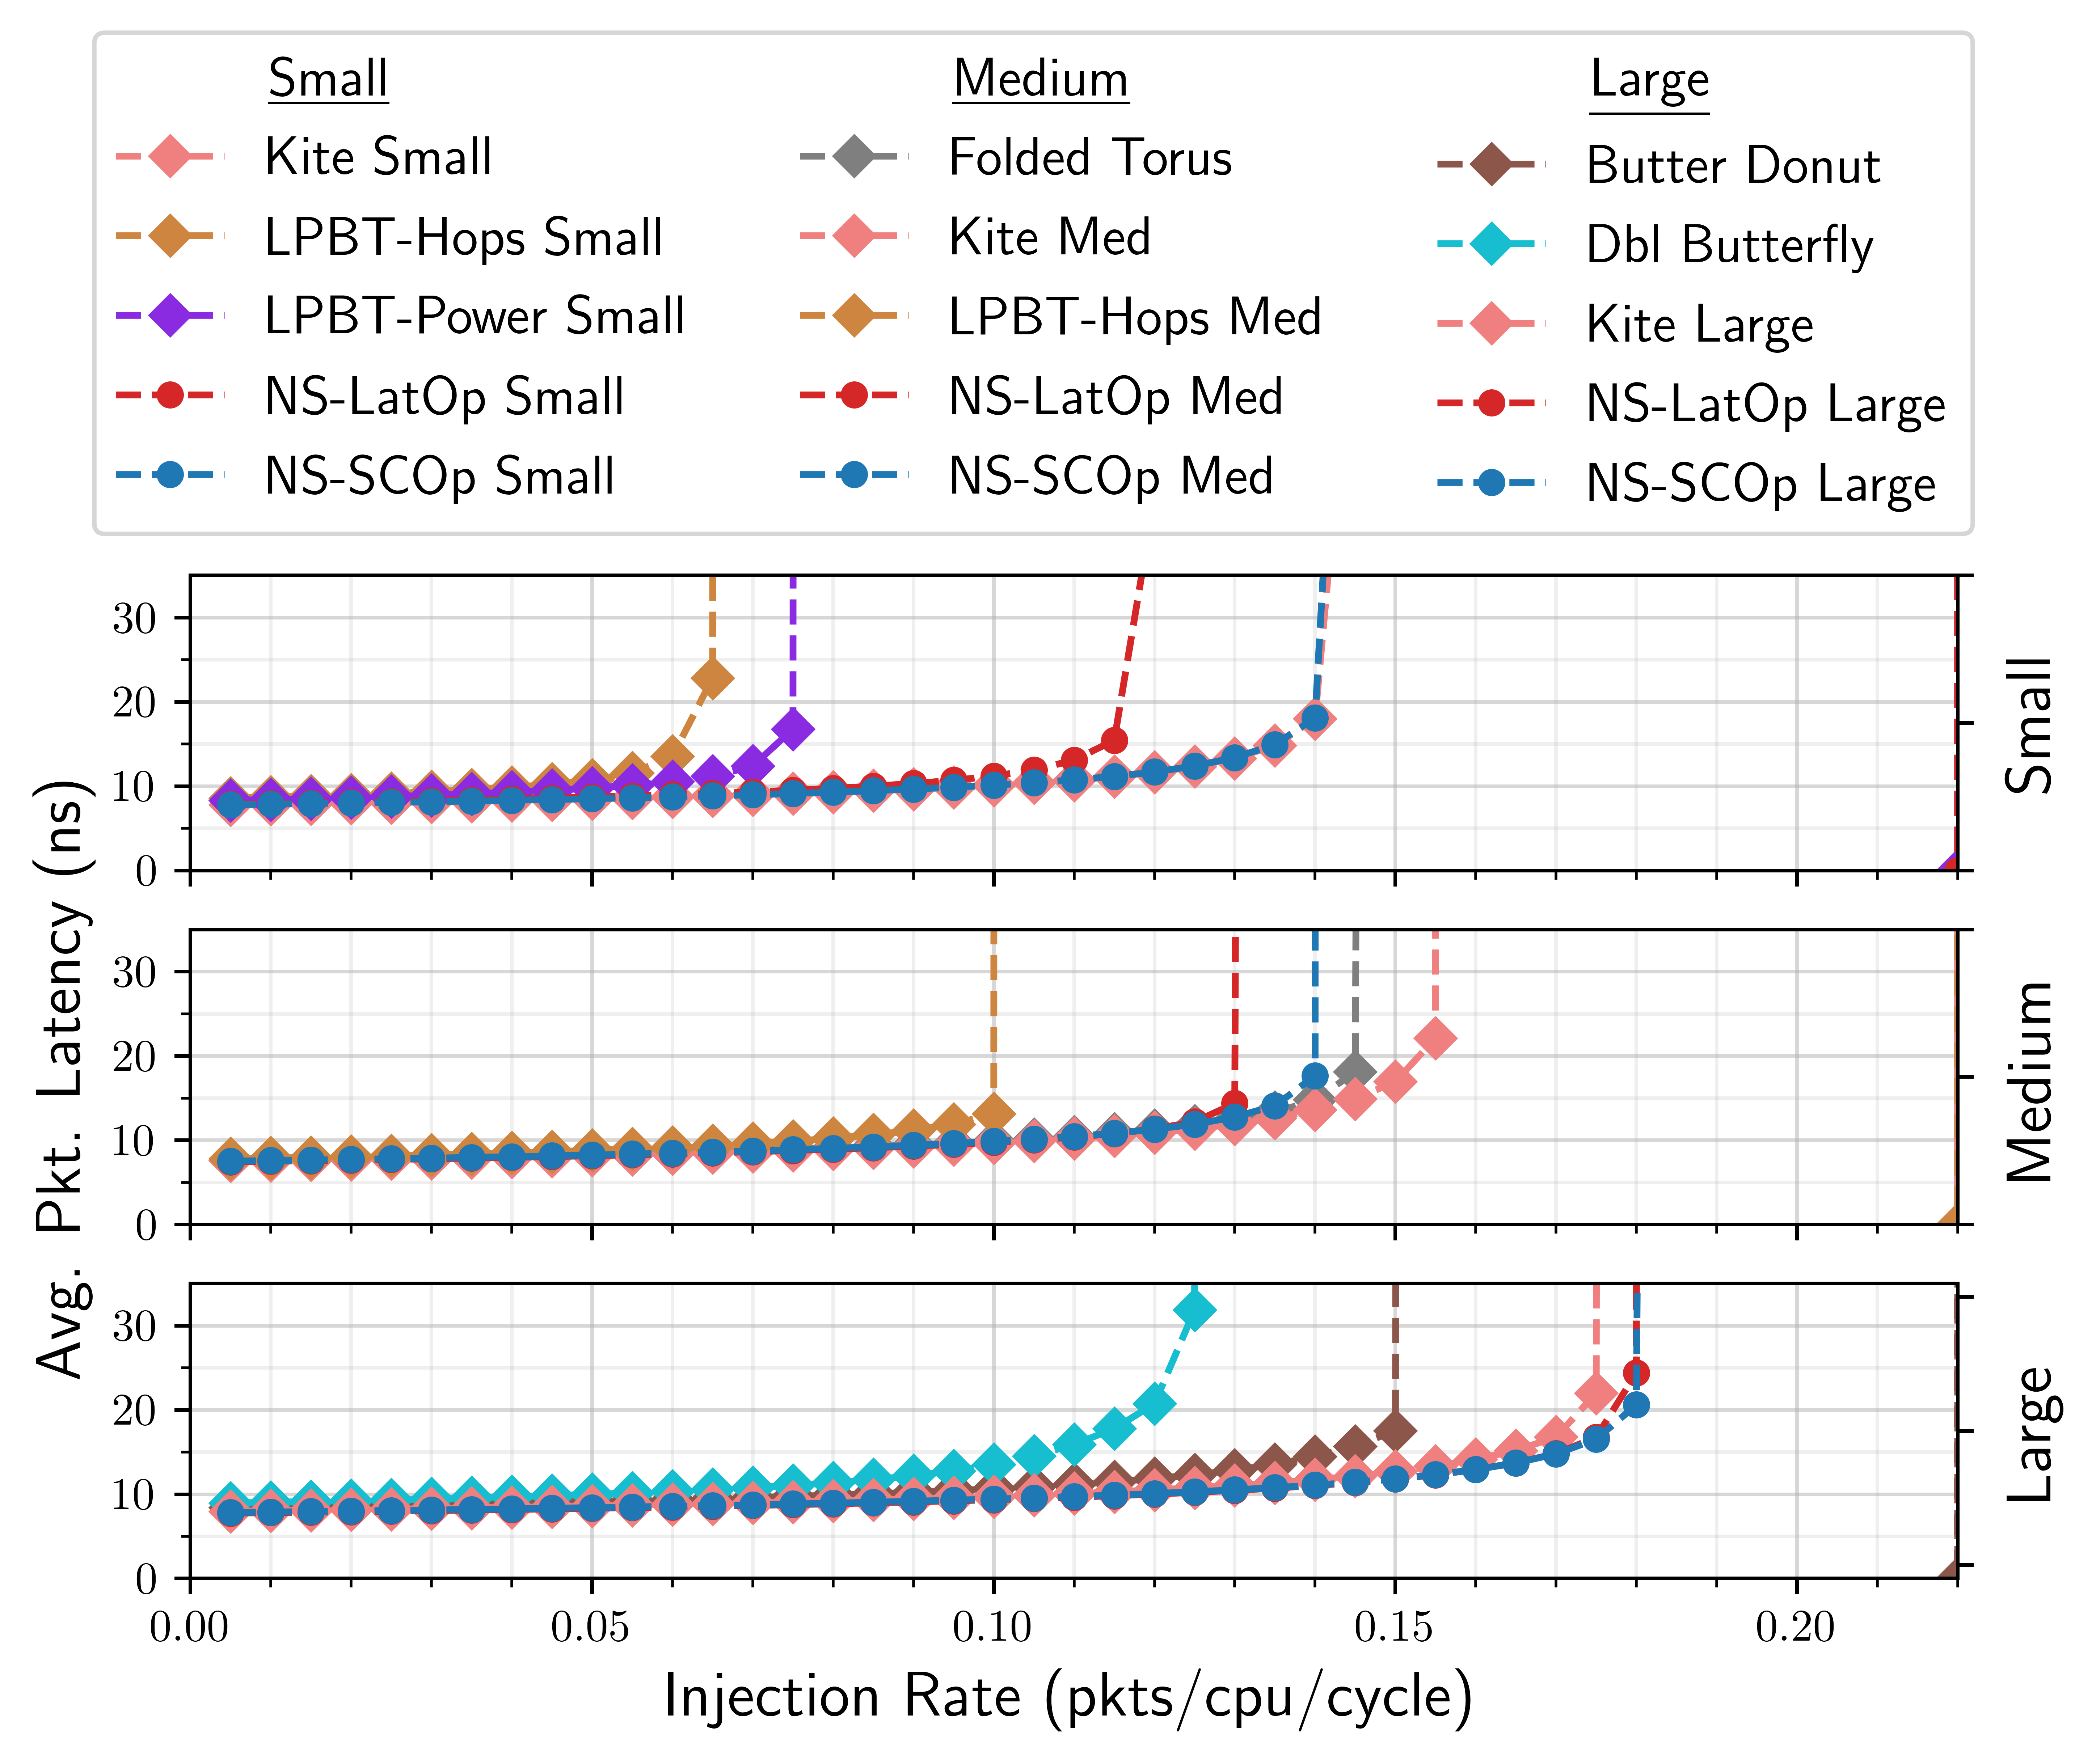 Small
Kite Small
LPBT-Hops Small
LPBT-Power Small
NS-LatOp Small
NS-SCOp Small
Medium
Folded Torus
Kite Med
LPBT-Hops Med
NS-LatOp Med
NS-SCOp Med
Large
Butter Donut
Dbl Butterfly
Kite Large
NS-LatOp Large
NS-SCOp Large
Avg. Pkt. Latency (ns)
30
20
10
0
Small
30
20
10
0
Medium
30
20
10
0
Large
0.00 0.05 0.10 0.15 0.20
Injection Rate (pkts/cpu/cycle)